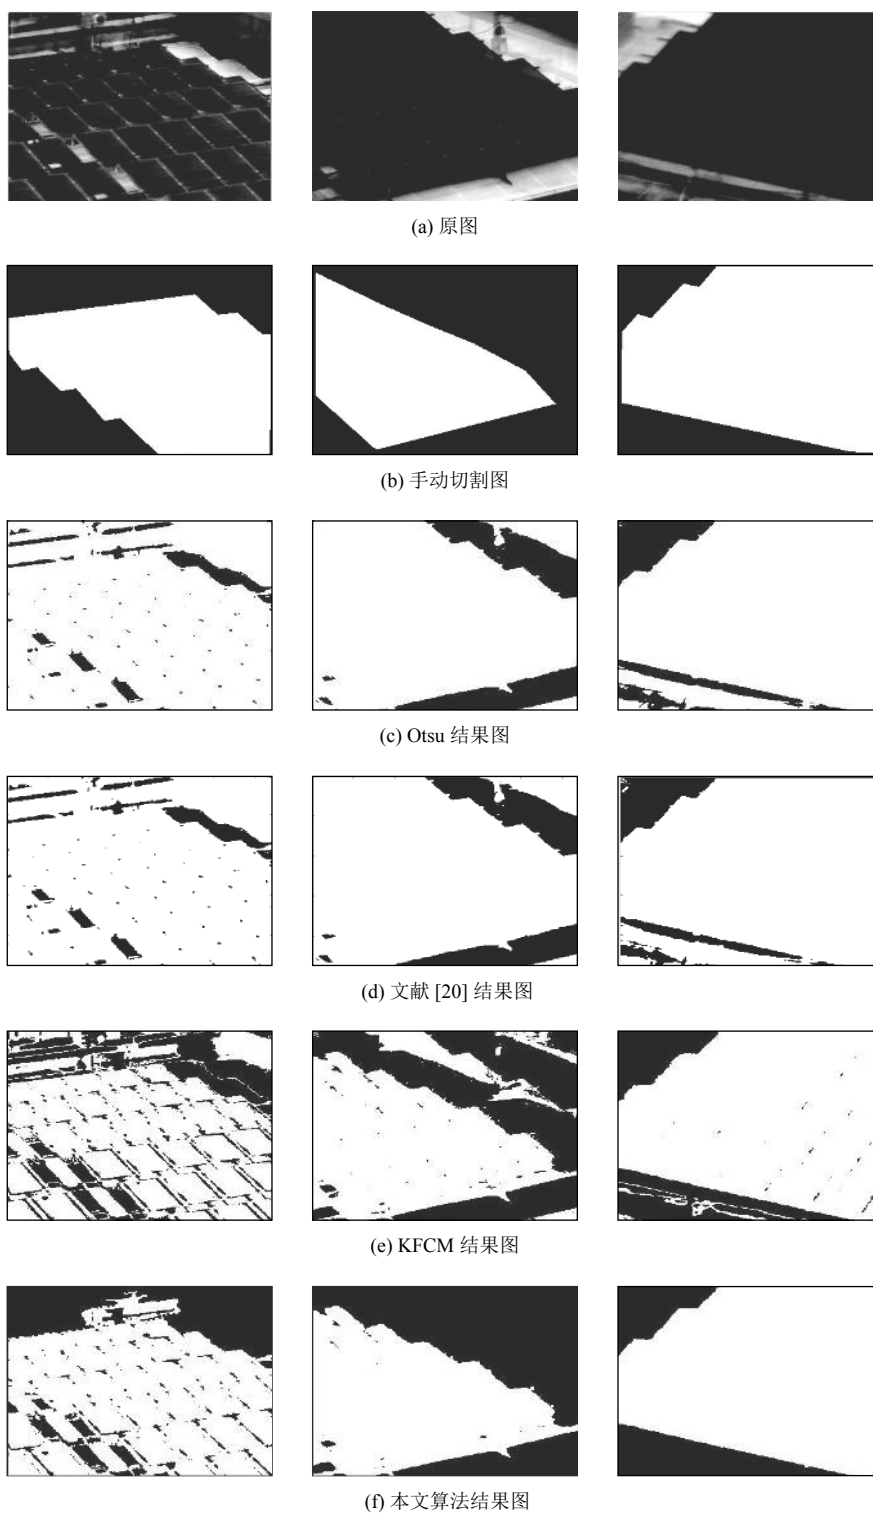 (a) 原图
(b) 手动切割图
(c) Otsu 结果图
(d) 文献 [20] 结果图
(e) KFCM 结果图
(f) 本文算法结果图